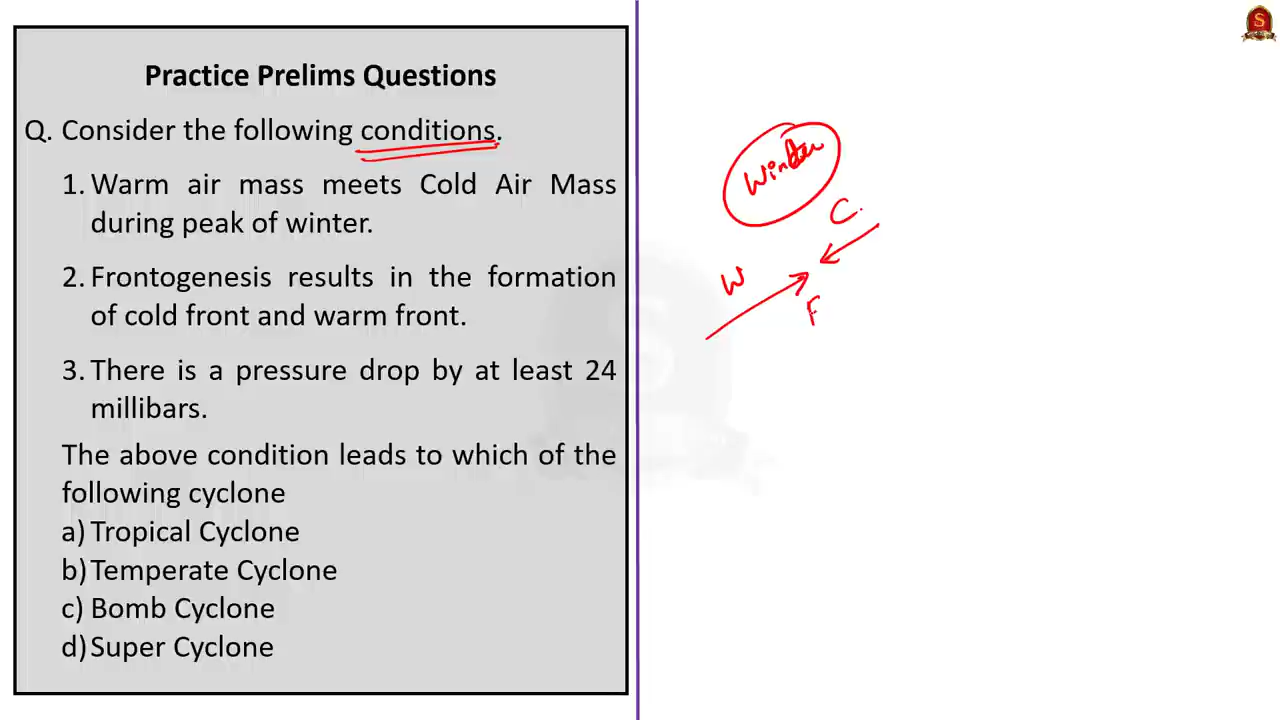 Practice Prelims Questions
Q. Consider the following conditions.
1. Warm air mass meets Cold Air Mass
during peak of winter.
2. Frontogenesis results in the formation
of cold front and warm front.
3. There is a pressure drop by at least 24
millibars.
The above condition leads to which of the
following cyclone
a) Tropical Cyclone
b) Temperate Cyclone
c) Bomb Cyclone
d) Super Cyclone
Winter
C.
W
F
S
S